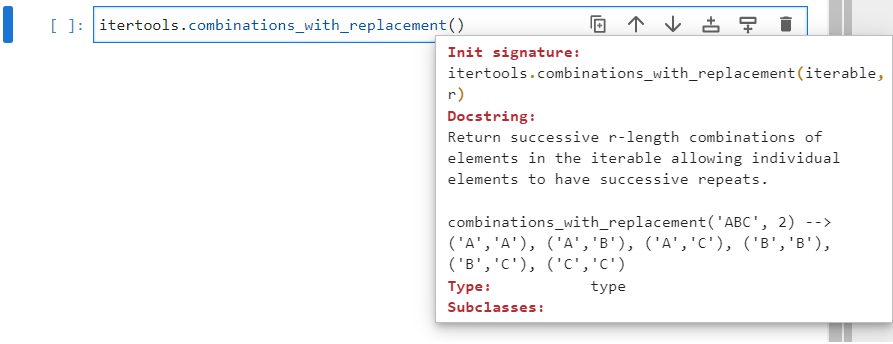 [ ]: itertools.combinations_with_replacement()
Init signature:
itertools.combinations_with_replacement(iterable,
r)
Docstring:
Return successive r-length combinations of
elements in the iterable allowing individual
elements to have successive repeats.
combinations_with_replacement('ABC', 2) -->
('A','A'), ('A','B'), ('A','C'), ('B','B'),
('B','C'), ('C','C')
Type: type
Subclasses: